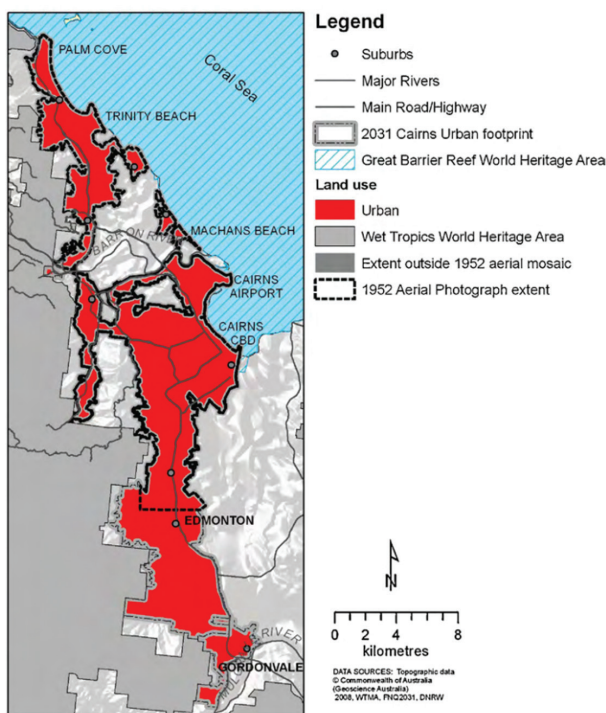 PALM COVE
Coral Sea
TRINITY BEACH
BARRON RIVER
MACHANS BEACH
CAIRNS
AIRPORT
CAIRNS
CBD
EDMONTON
RIVER
GORDONVALE
Legend
Suburbs
Major Rivers
Main Road/Highway
2031 Cairns Urban footprint
Great Barrier Reef World Heritage Area
Land use
Urban
Wet Tropics World Heritage Area
Extent outside 1952 aerial mosaic
1952 Aerial Photograph extent
N
0 2 4 8
kilometres
DATA SOURCES: Topographic data
© Commonwealth of Australia
(Geoscience Australia)
2008, WTMA, FNQ2031, DNRW